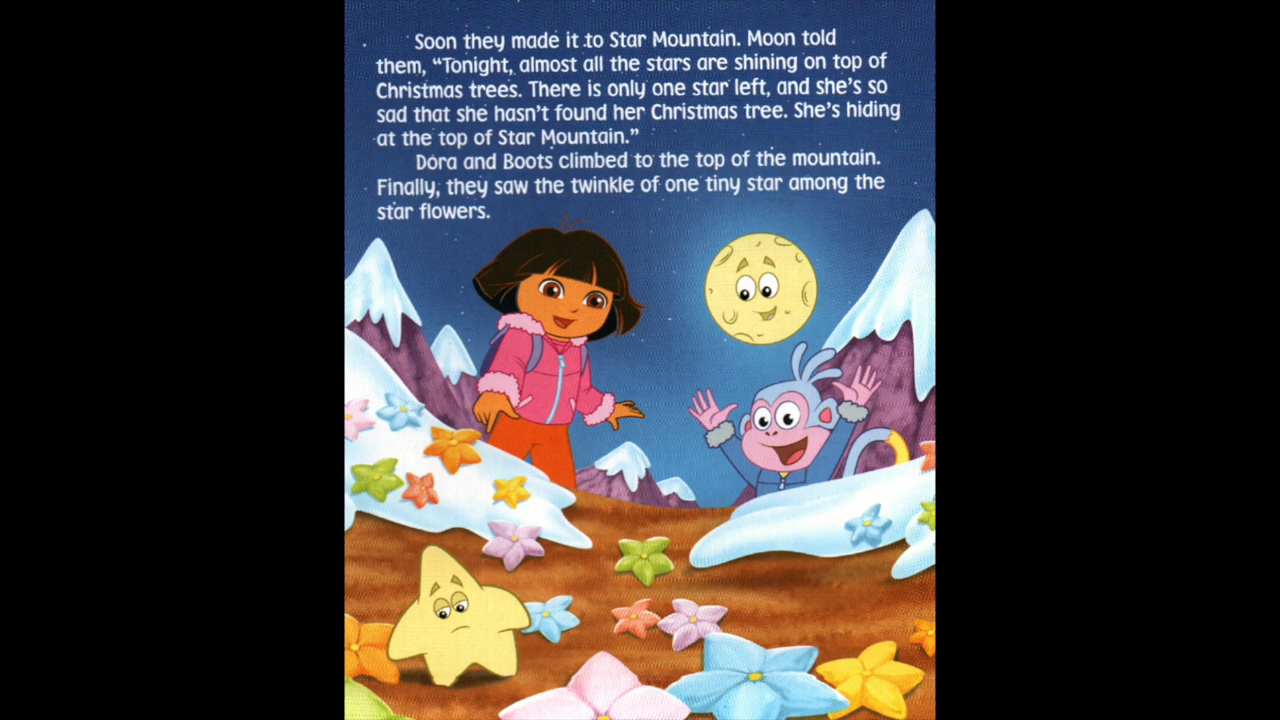 Soon they made it to Star Mountain. Moon told
them, “Tonight, almost all the stars are shining on top of
Christmas trees. There is only one star left, and she’s so
sad that she hasn’t found her Christmas tree. She’s hiding
at the top of Star Mountain.”
Dora and Boots climbed to the top of the mountain.
Finally, they saw the twinkle of one tiny star among the
star flowers.